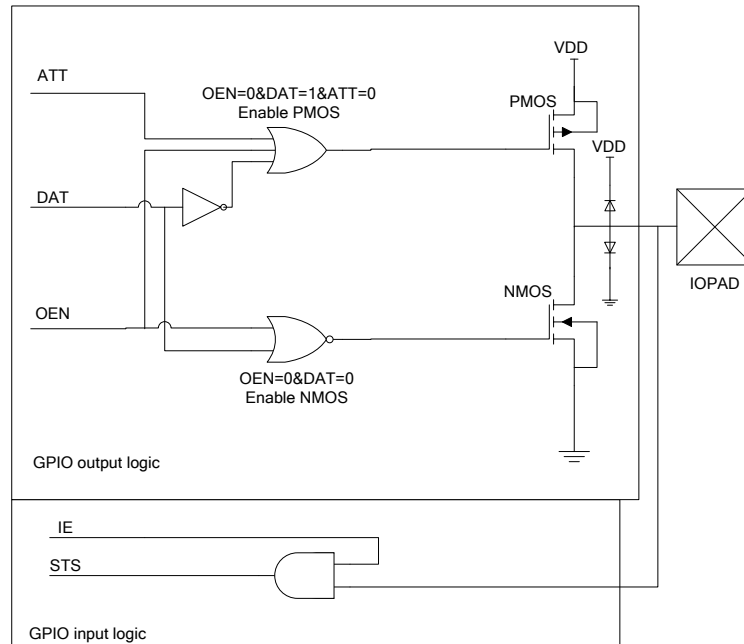 VDD
ATT
OEN=0&DAT=1&ATT=0
Enable PMOS
PMOS
VDD
DAT
IOPAD
NMOS
OEN
OEN=0&DAT=0
Enable NMOS
GPIO output logic
IE
STS
GPIO input logic